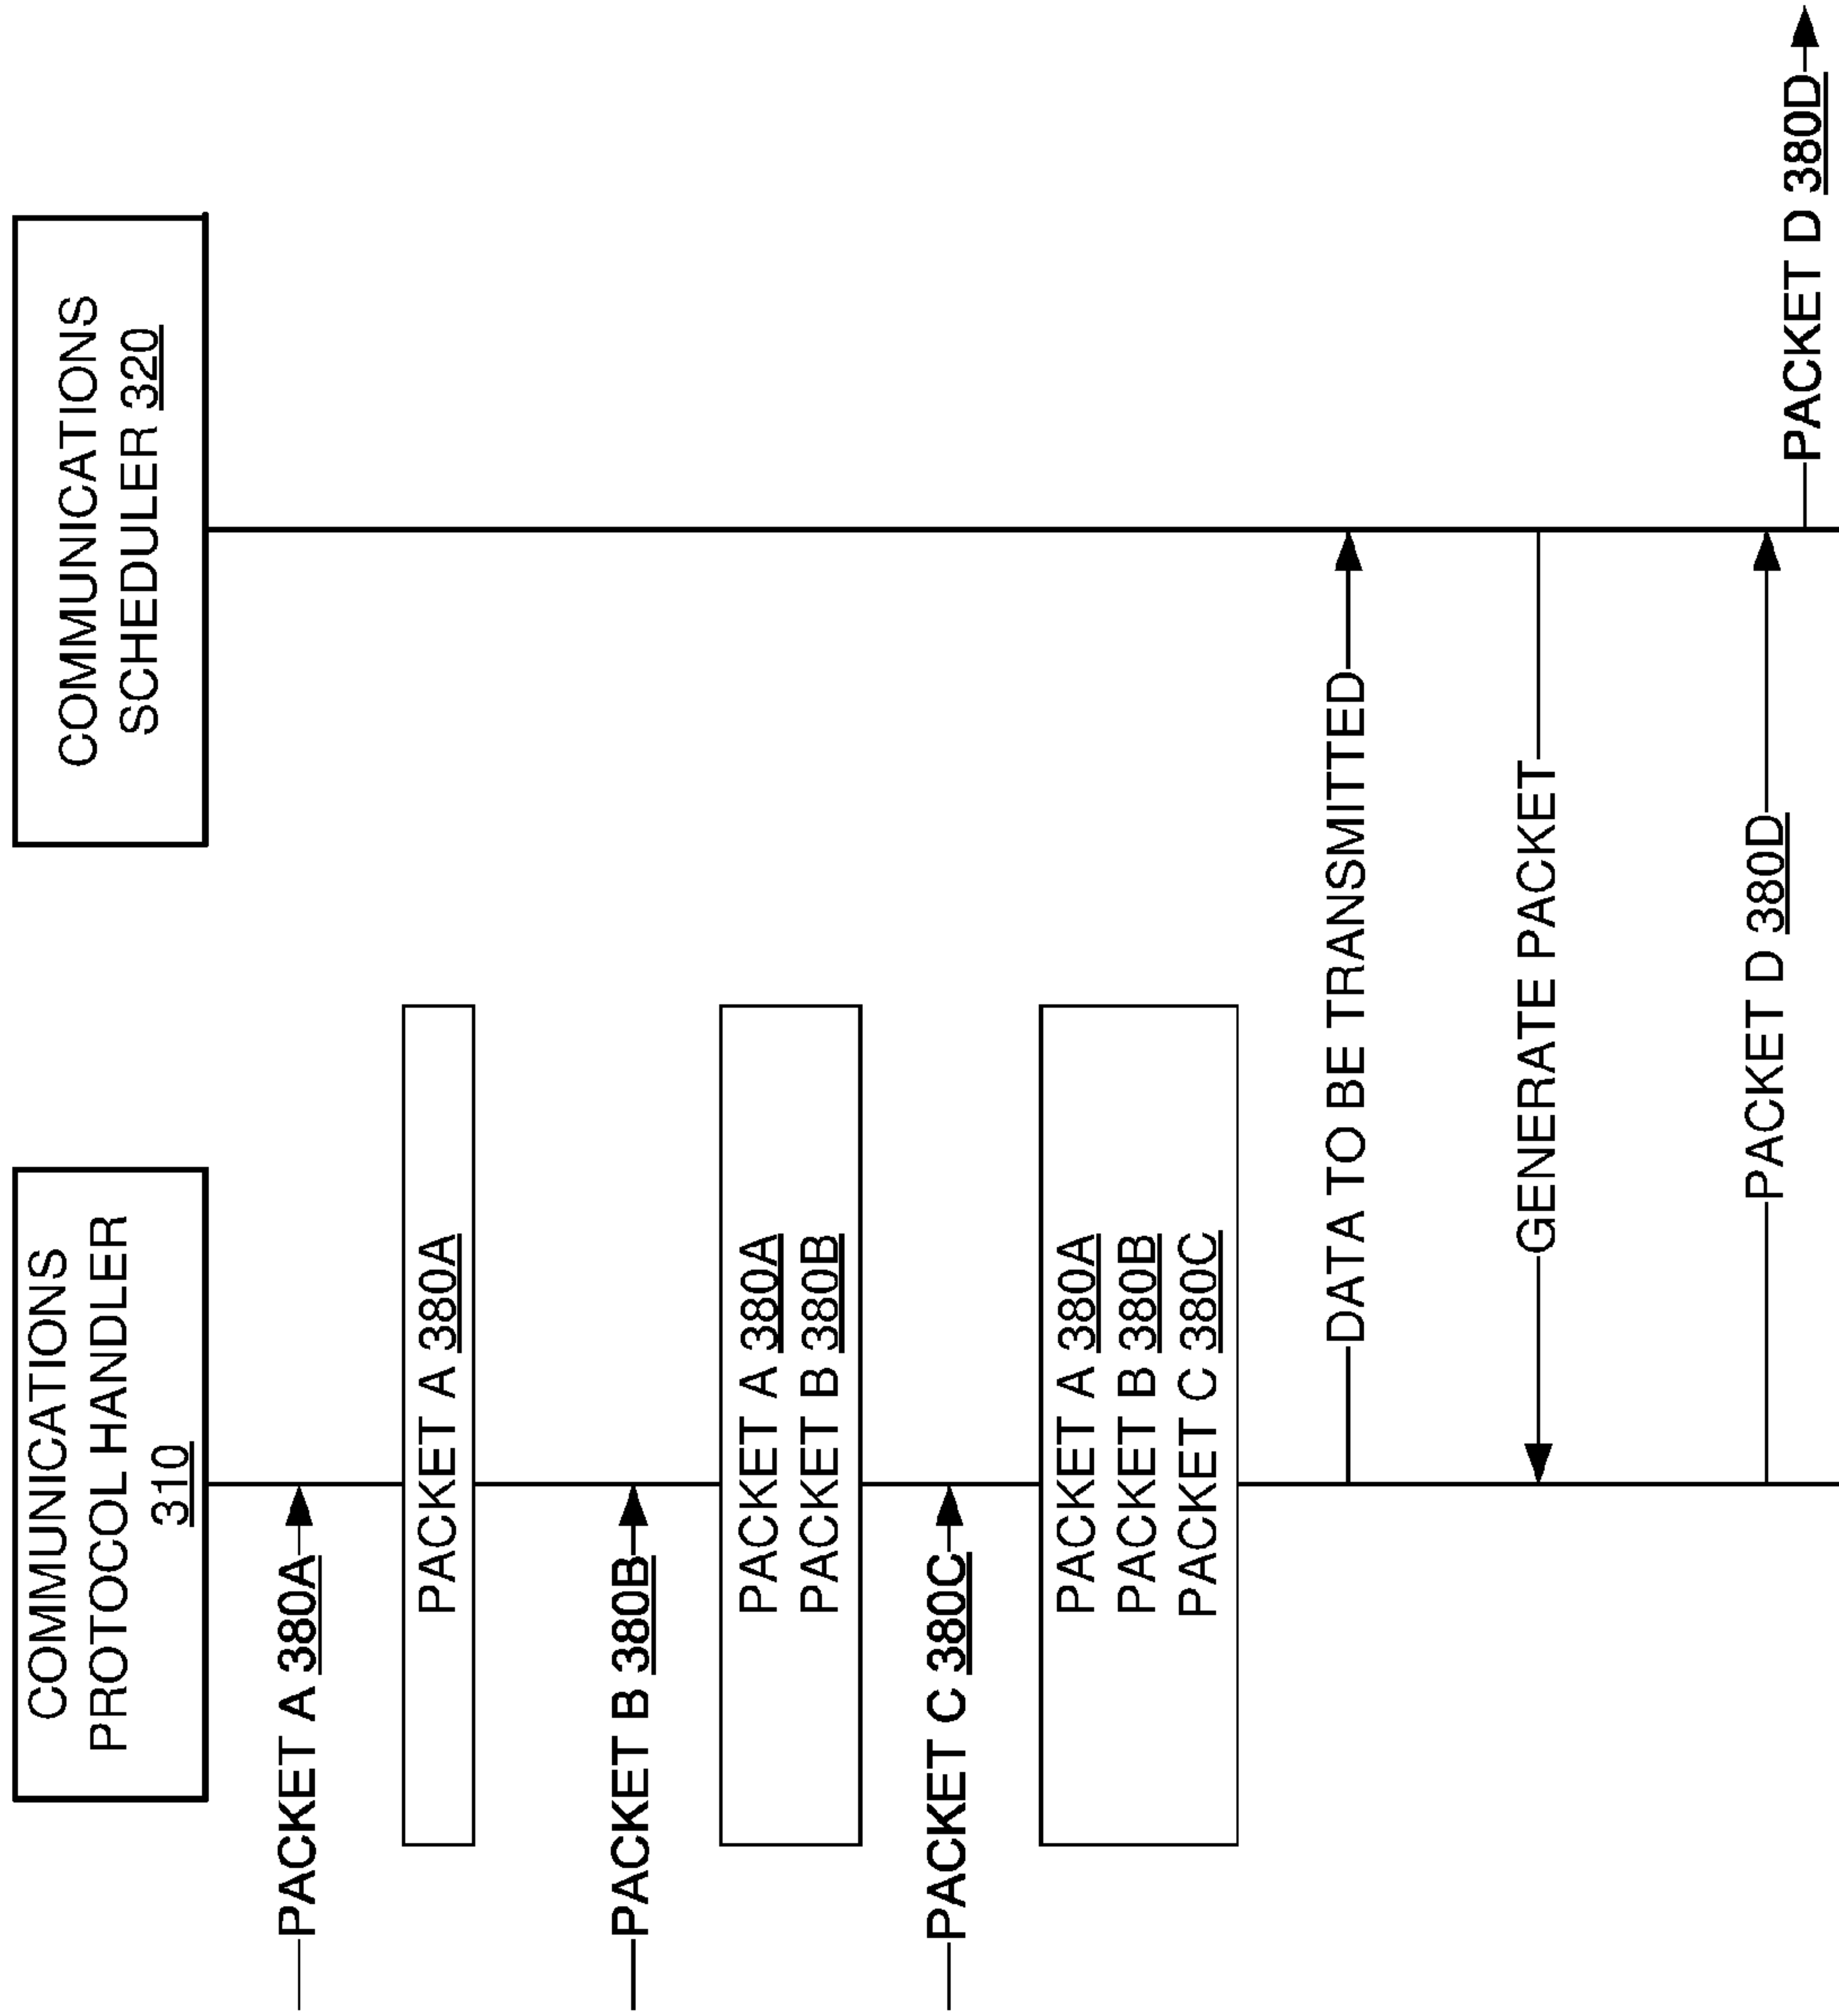 COMMUNICATIONS
PROTOCOL HANDLER
310
COMMUNICATIONS
SCHEDULER 320
PACKET A 380A
PACKET A 380A
PACKET B 380B
PACKET A 380A
PACKET B 380B
PACKET C 380C
PACKET A 380A
PACKET B 380B
PACKET C 380C
DATA TO BE TRANSMITTED
GENERATE PACKET
PACKET D 380D
PACKET D 380D